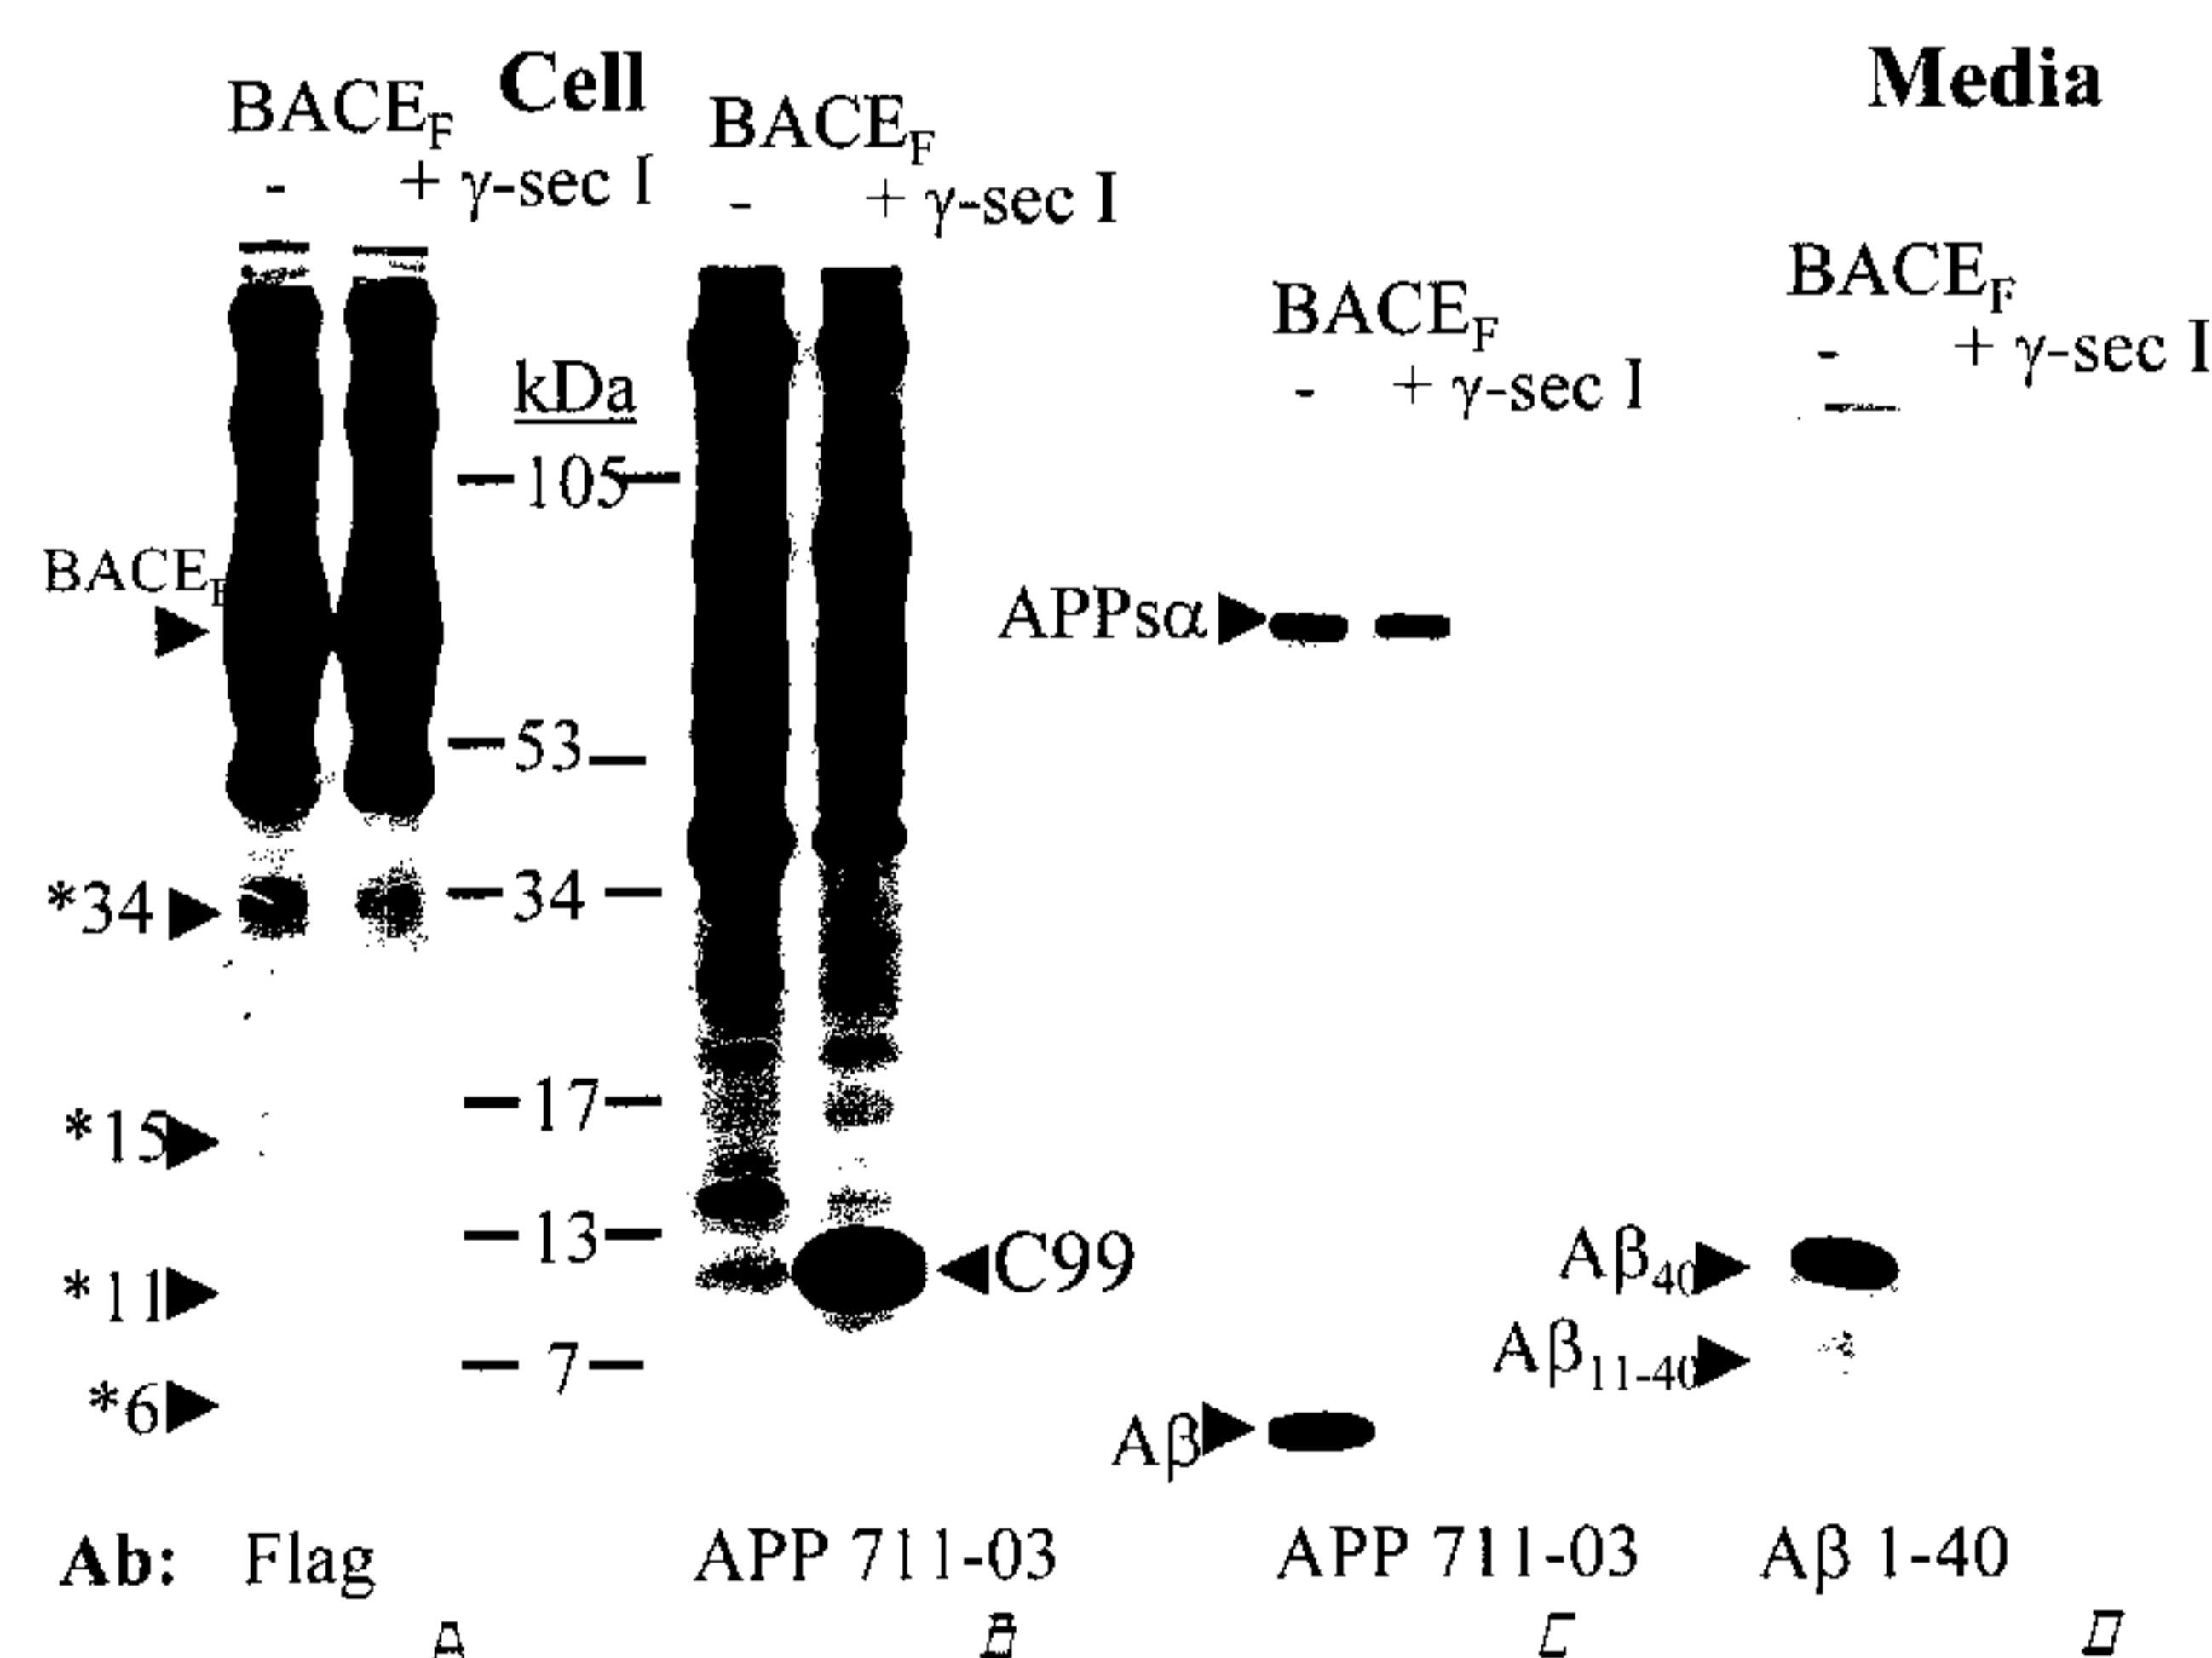 Cell
Media
BACEF
- + γ-sec I
BACEF
- + γ-sec I
BACEF
- + γ-sec I
BACEF
- + γ-sec I
kDa
105
53
34
17
13
7
BACEF
*34
*15
*11
*6
C99
APPsα
Aβ
Aβ40
Aβ11-40
Ab: Flag APP 711-03 APP 711-03 Aβ 1-40
A B C D